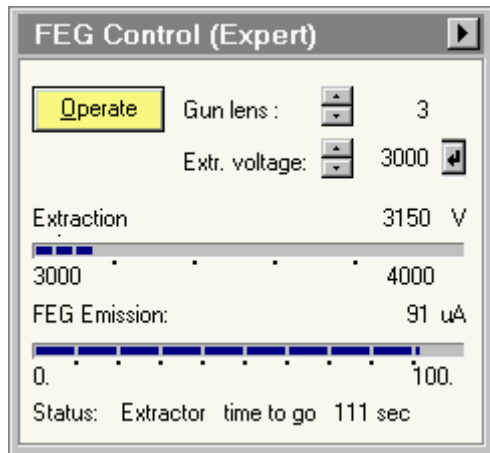 FEG Control (Expert)
Operate Gun lens : 3
Extr. voltage: 3000
Extraction 3150 V
3000 4000
FEG Emission: 91 uA
0. 100.
Status: Extractor time to go 111 sec